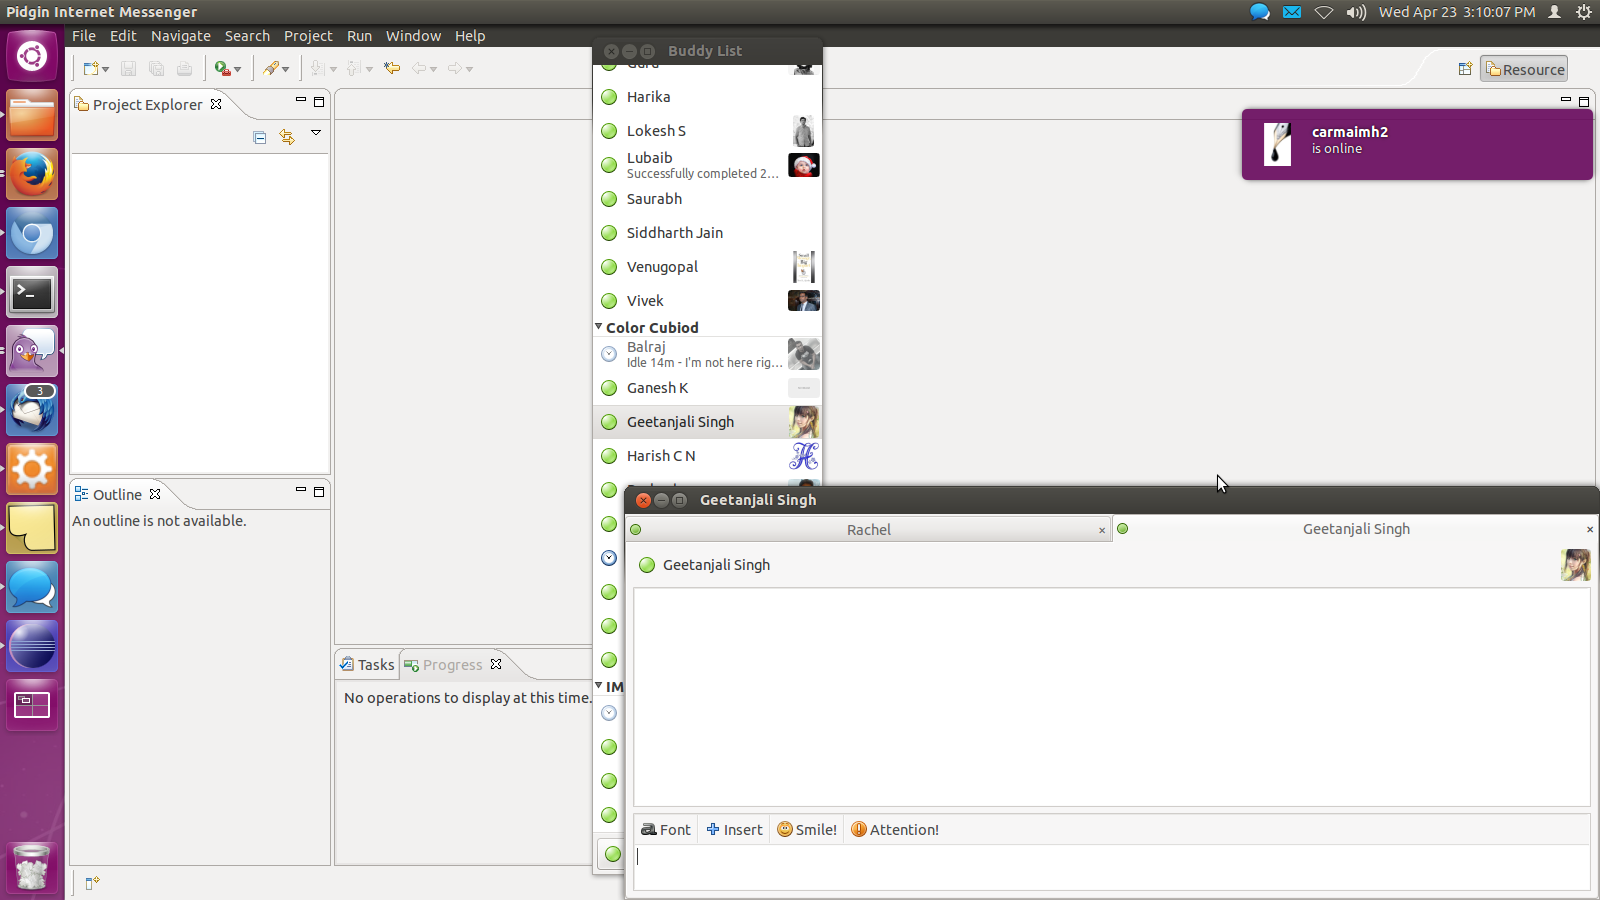 Pidgin Internet Messenger
Wed Apr 23 3:10:07 PM
File Edit Navigate Search Project Run Window Help
Buddy List
Resource
Project Explorer
Harika
Lokesh S
Lubaib
Successfully completed 2...
Saurabh
Siddharth Jain
Venugopal
Vivek
Color Cubiod
Balraj
Idle 14m - I'm not here rig...
Ganesh K
Geetanjali Singh
Harish C N
IM
carmaimh2
is online
3
Outline
An outline is not available.
Tasks
Progress
No operations to display at this time.
Geetanjali Singh
Rachel
Geetanjali Singh
Geetanjali Singh
Font Insert Smile! Attention!